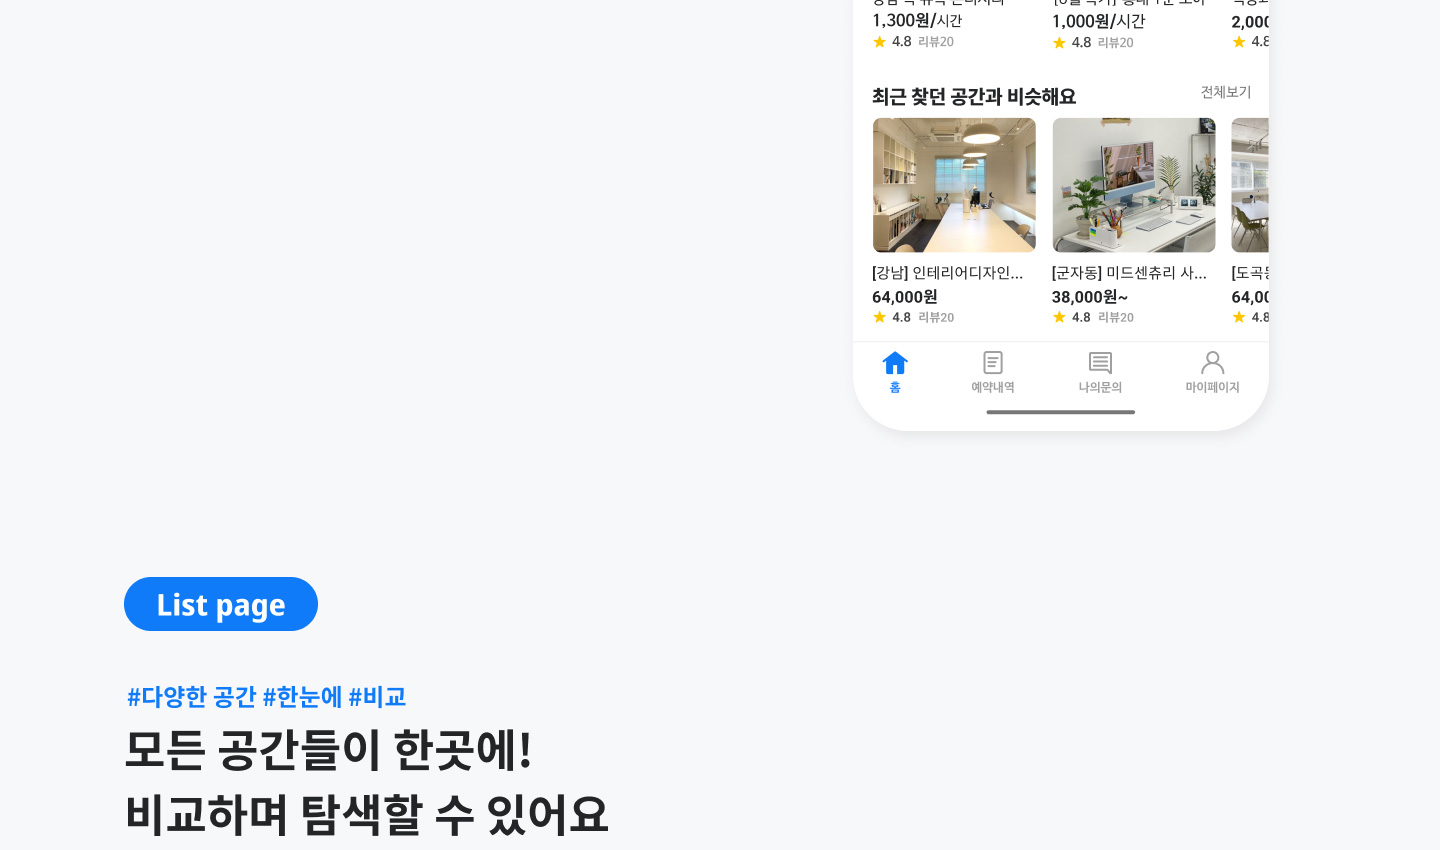 1,300원/시간
1,000원/시간
2,000
4.8 리뷰20
4.8 리뷰20
4.8
최근 찾던 공간과 비슷해요
전체보기
[강남] 인테리어디자인...
[군자동] 미드센츄리 사...
[도곡동
64,000원
38,000원~
64,00
4.8 리뷰20
4.8 리뷰20
4.8
홈
예약내역
나의문의
마이페이지
List page
#다양한 공간 #한눈에 #비교
모든 공간들이 한곳에!
비교하며 탐색할 수 있어요